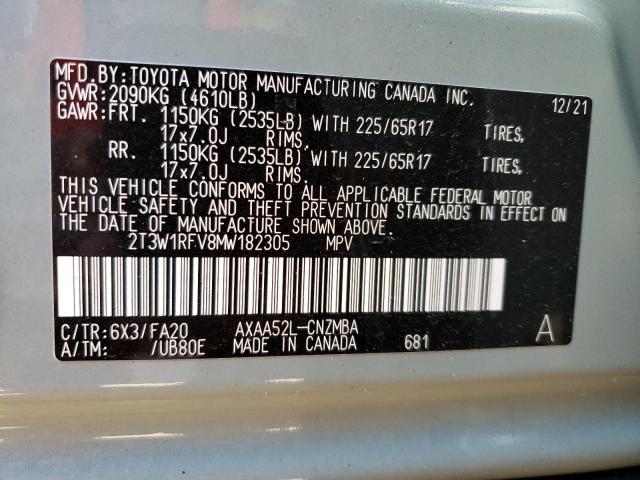 MFD.BY:TOYOTA MOTOR MANUFACTURING CANADA INC.
GVWR:2090KG (4610LB) 12/21
GAWR:FRT. 1150KG (2535LB) WITH 225/65R17 TIRES,
17x7.0J RIMS.
RR. 1150KG (2535LB) WITH 225/65R17 TIRES,
17x7.0J RIMS.
THIS VEHICLE CONFORMS TO ALL APPLICABLE FEDERAL MOTOR
VEHICLE SAFETY AND THEFT PREVENTION STANDARDS IN EFFECT ON
THE DATE OF MANUFACTURE SHOWN ABOVE.
2T3W1RFV8MW182305 MPV
C/TR:6X3/FA20 AXAA52L-CNZMBA A
A/TM: /UB80E MADE IN CANADA 681